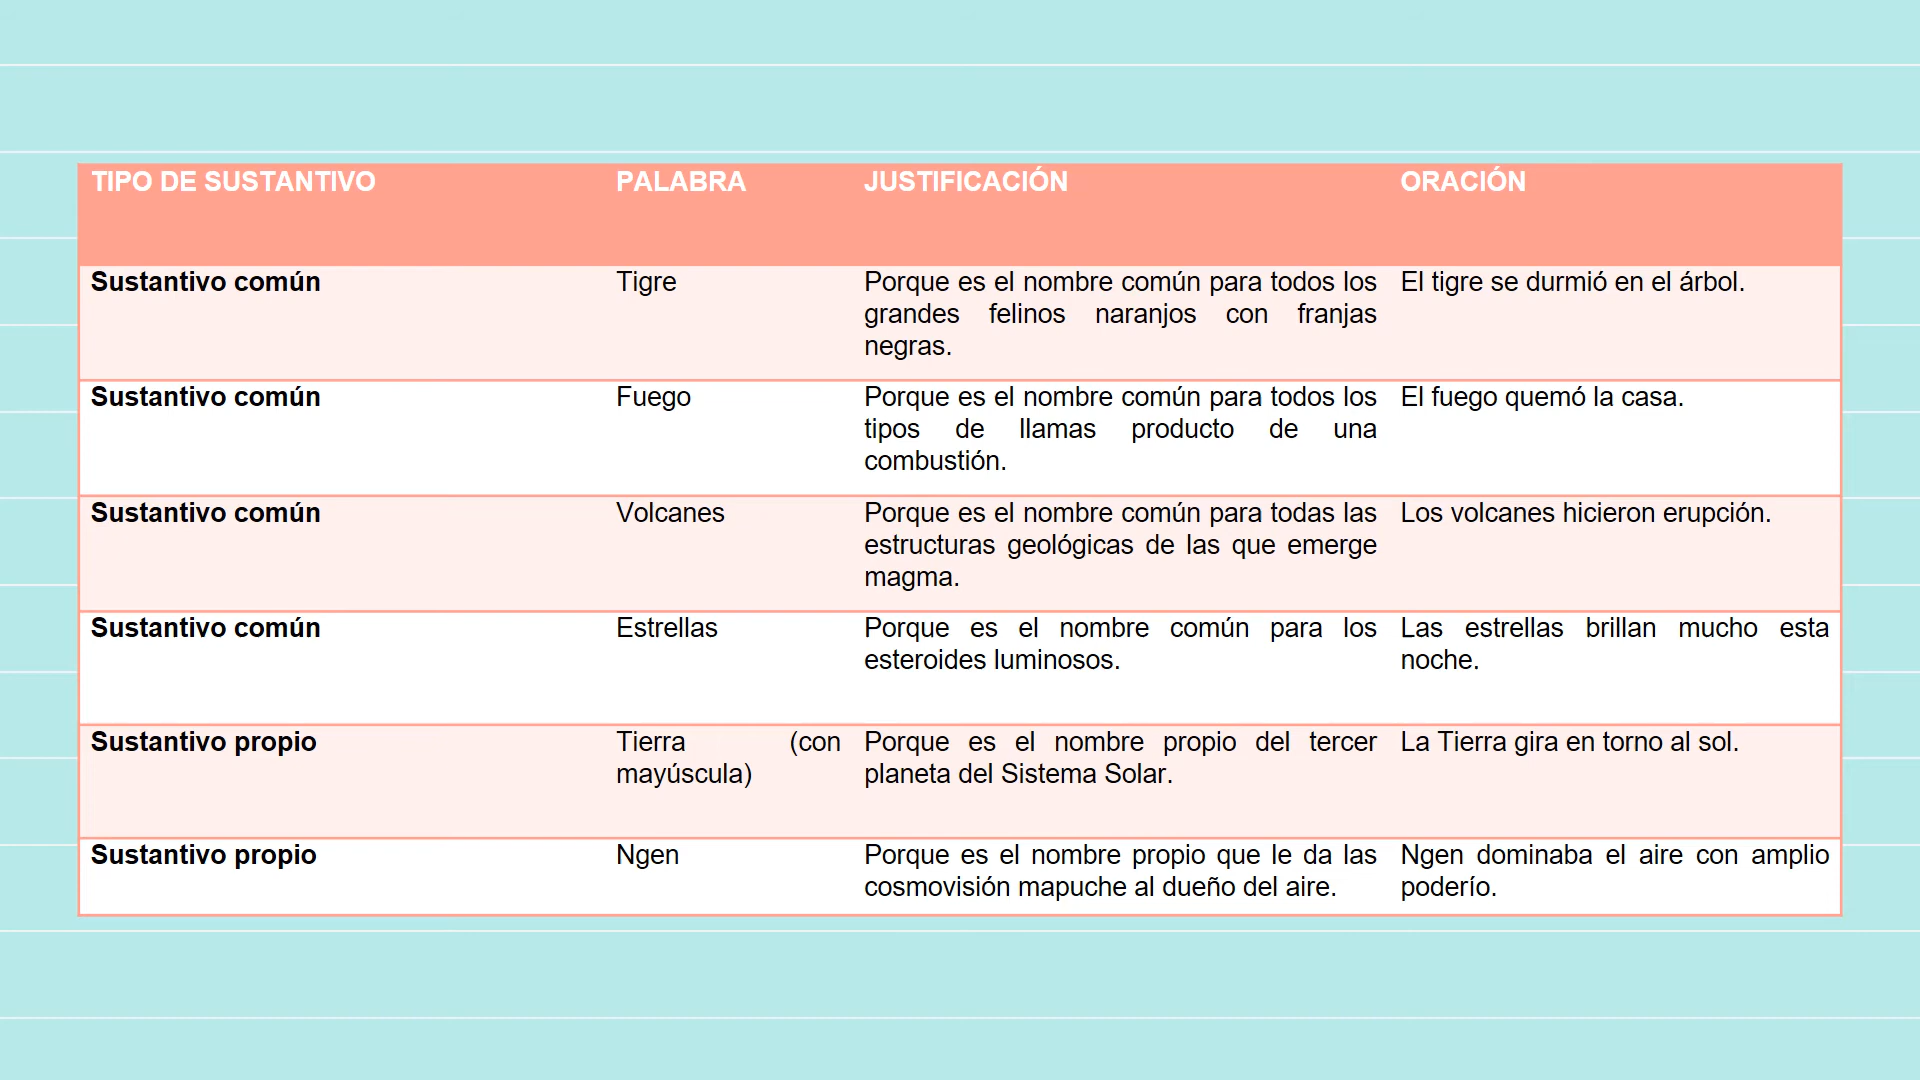 TIPO DE SUSTANTIVO PALABRA JUSTIFICACIÓN ORACIÓN
Sustantivo común Tigre Porque es el nombre común para todos los El tigre se durmió en el árbol.
grandes felinos naranjos con franjas
negras.
Sustantivo común Fuego Porque es el nombre común para todos los El fuego quemó la casa.
tipos de llamas producto de una
combustión.
Sustantivo común Volcanes Porque es el nombre común para todas las Los volcanes hicieron erupción.
estructuras geológicas de las que emerge
magma.
Sustantivo común Estrellas Porque es el nombre común para los Las estrellas brillan mucho esta
esteroides luminosos. noche.
Sustantivo propio Tierra (con Porque es el nombre propio del tercer La Tierra gira en torno al sol.
mayúscula) planeta del Sistema Solar.
Sustantivo propio Ngen Porque es el nombre propio que le da las Ngen dominaba el aire con amplio
cosmovisión mapuche al dueño del aire. poderío.